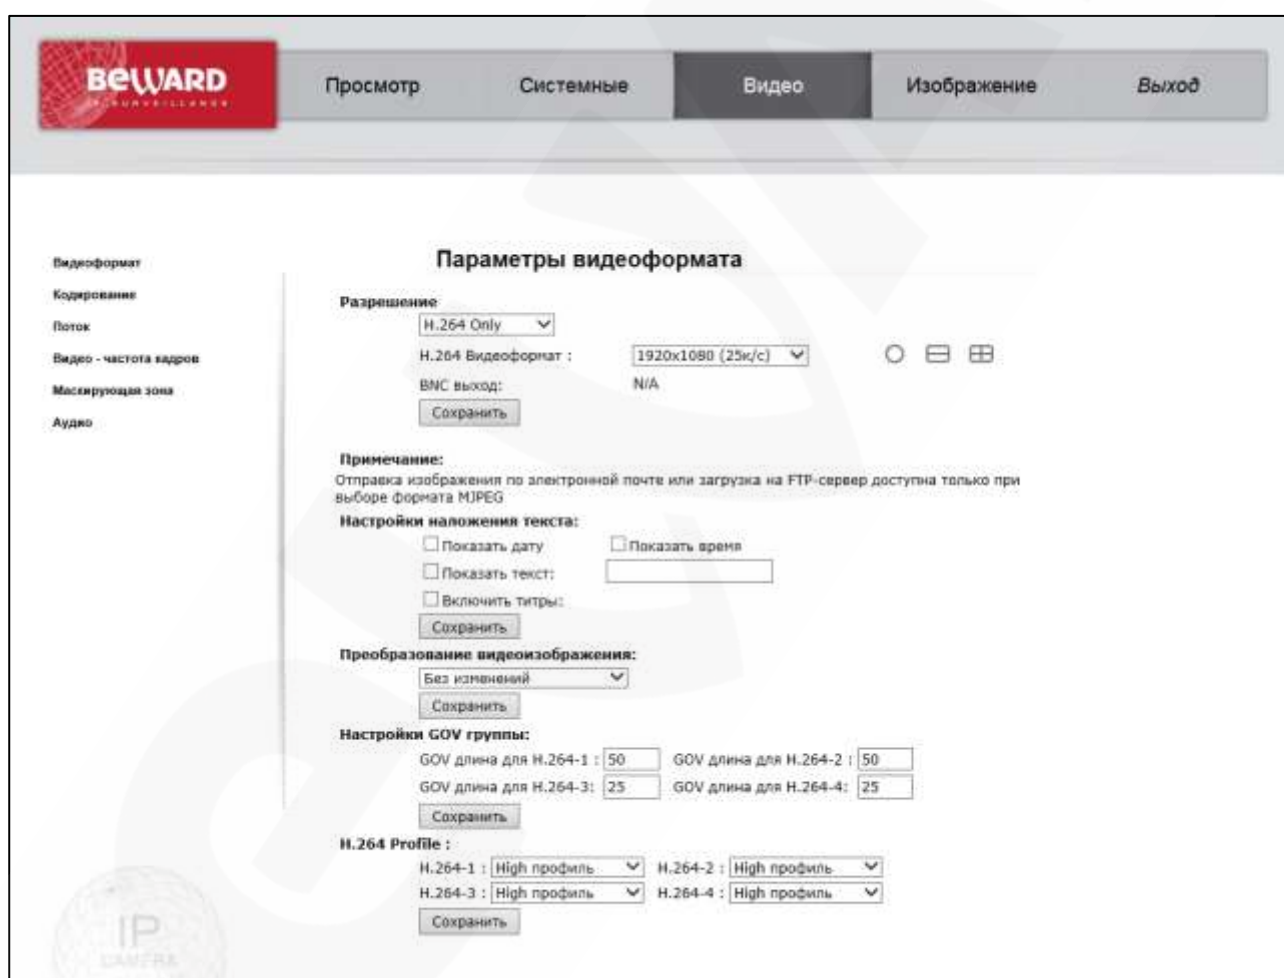 BEWARD
IP SURVEILLANCE
Просмотр Системные Видео Изображение Выход
Видеоформат
Кодирование
Поток
Видео - частота кадров
Маскирующая зона
Аудио
Параметры видеоформата
Разрешение
H.264 Only
H.264 Видеоформат : 1920x1080 (25к/с)
BNC выход: N/A
Сохранить
Примечание:
Отправка изображения по электронной почте или загрузка на FTP-сервер доступна только при
выборе формата MJPEG
Настройки наложения текста:
Показать дату Показать время
Показать текст:
Включить титры:
Сохранить
Преобразование видеоизображения:
Без изменений
Сохранить
Настройки GOV группы:
GOV длина для H.264-1 : 50 GOV длина для H.264-2 : 50
GOV длина для H.264-3: 25 GOV длина для H.264-4: 25
Сохранить
H.264 Profile :
H.264-1 : High профиль H.264-2 : High профиль
H.264-3 : High профиль H.264-4 : High профиль
Сохранить
IP
CAMERA